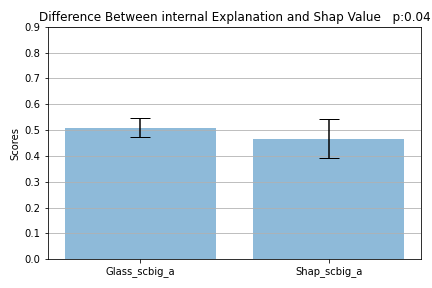 Difference Between internal Explanation and Shap Value   p:0.04
0.9
0.8
0.7
0.6
0.5
0.4
0.3
0.2
0.1
0.0
Scores
Glass_scbig_a
Shap_scbig_a